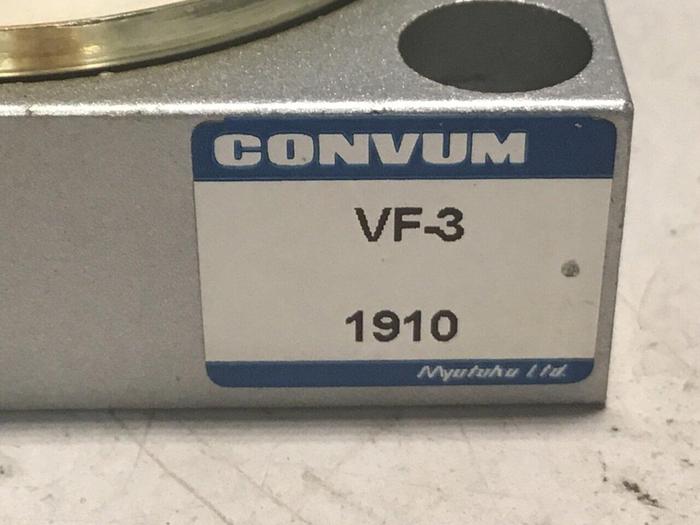 CONVUM
VF-3
1910
Myotoku Ltd.